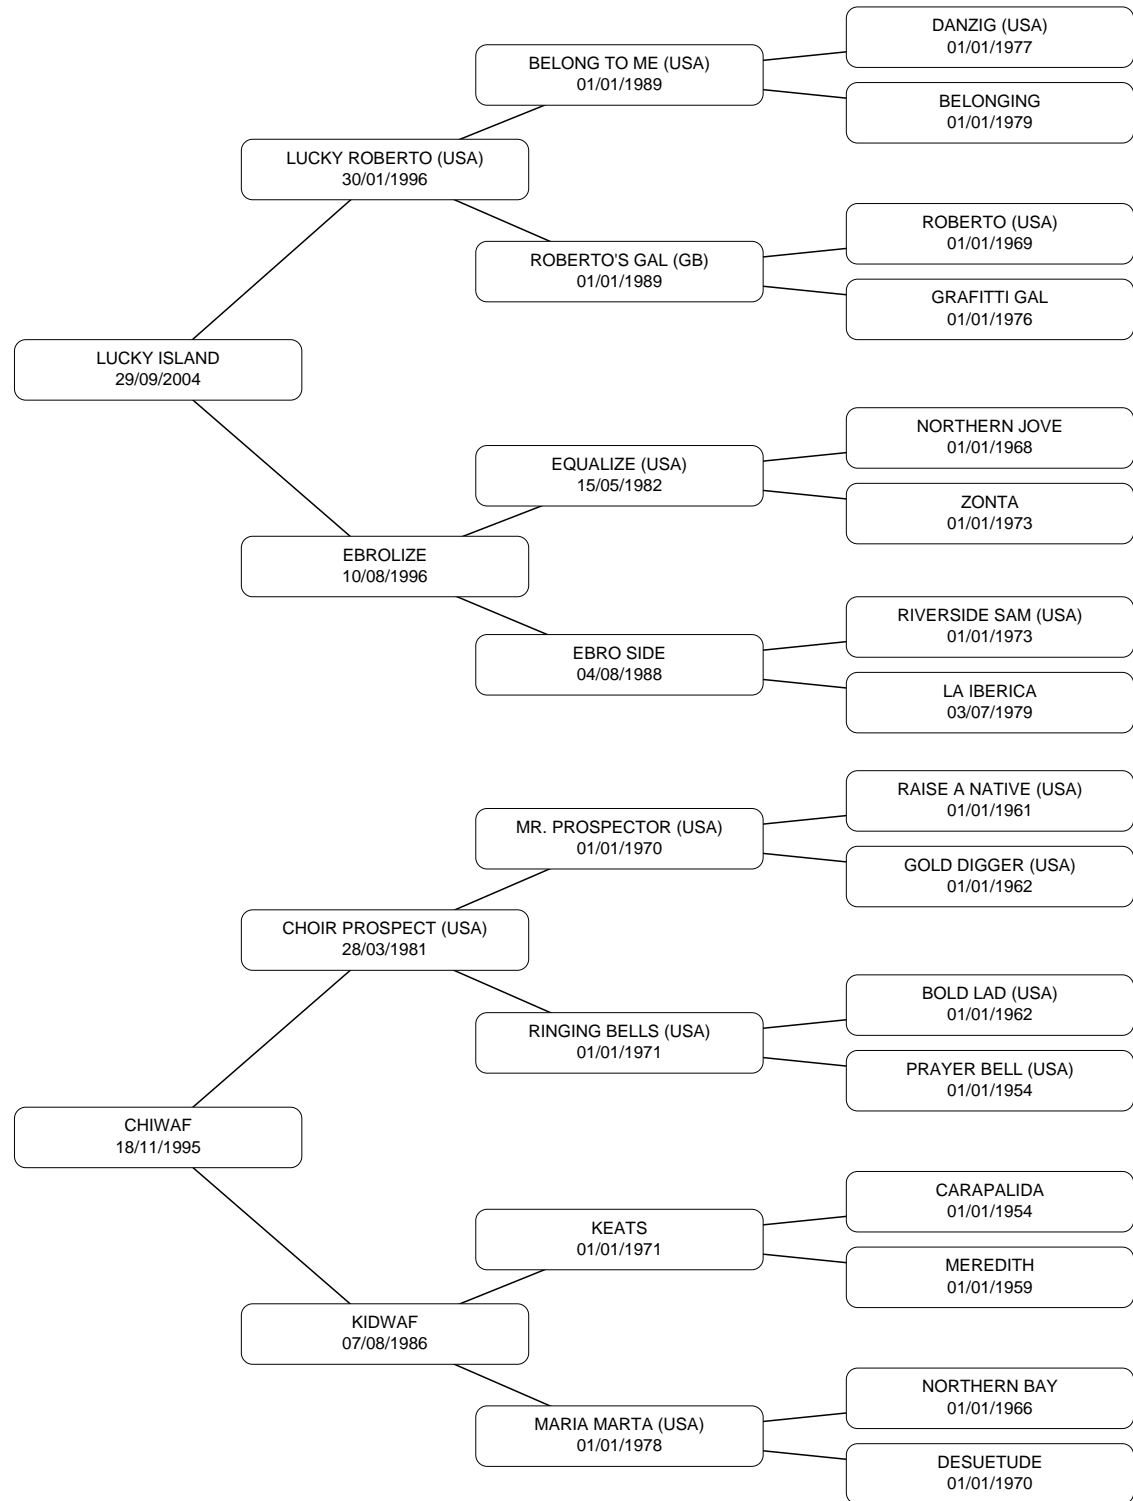 DANZIG (USA)
01/01/1977
BELONG TO ME (USA)
01/01/1989
BELONGING
01/01/1979
LUCKY ROBERTO (USA)
30/01/1996
ROBERTO (USA)
01/01/1969
ROBERTO'S GAL (GB)
01/01/1989
GRAFITTI GAL
01/01/1976
LUCKY ISLAND
29/09/2004
NORTHERN JOVE
01/01/1968
EQUALIZE (USA)
15/05/1982
ZONTA
01/01/1973
EBROLIZE
10/08/1996
RIVERSIDE SAM (USA)
01/01/1973
EBRO SIDE
04/08/1988
LA IBERICA
03/07/1979
RAISE A NATIVE (USA)
01/01/1961
MR. PROSPECTOR (USA)
01/01/1970
GOLD DIGGER (USA)
01/01/1962
CHOIR PROSPECT (USA)
28/03/1981
BOLD LAD (USA)
01/01/1962
RINGING BELLS (USA)
01/01/1971
PRAYER BELL (USA)
01/01/1954
CHIWAF
18/11/1995
CARAPALIDA
01/01/1954
KEATS
01/01/1971
MEREDITH
01/01/1959
KIDWAF
07/08/1986
NORTHERN BAY
01/01/1966
MARIA MARTA (USA)
01/01/1978
DESUETUDE
01/01/1970